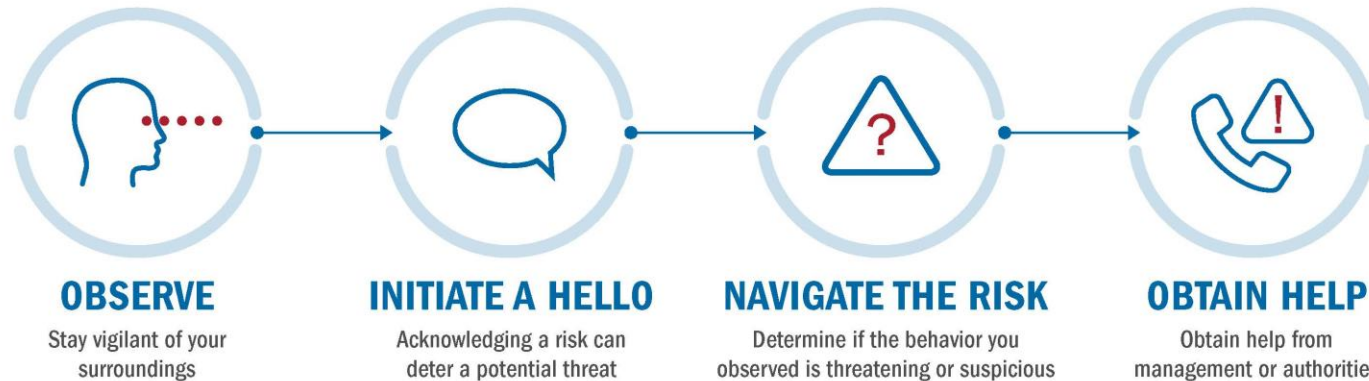 OBSERVE
Stay vigilant of your
surroundings
INITIATE A HELLO
Acknowledging a risk can
deter a potential threat
NAVIGATE THE RISK
Determine if the behavior you
observed is threatening or suspicious
OBTAIN HELP
Obtain help from
management or authoritie
?
!